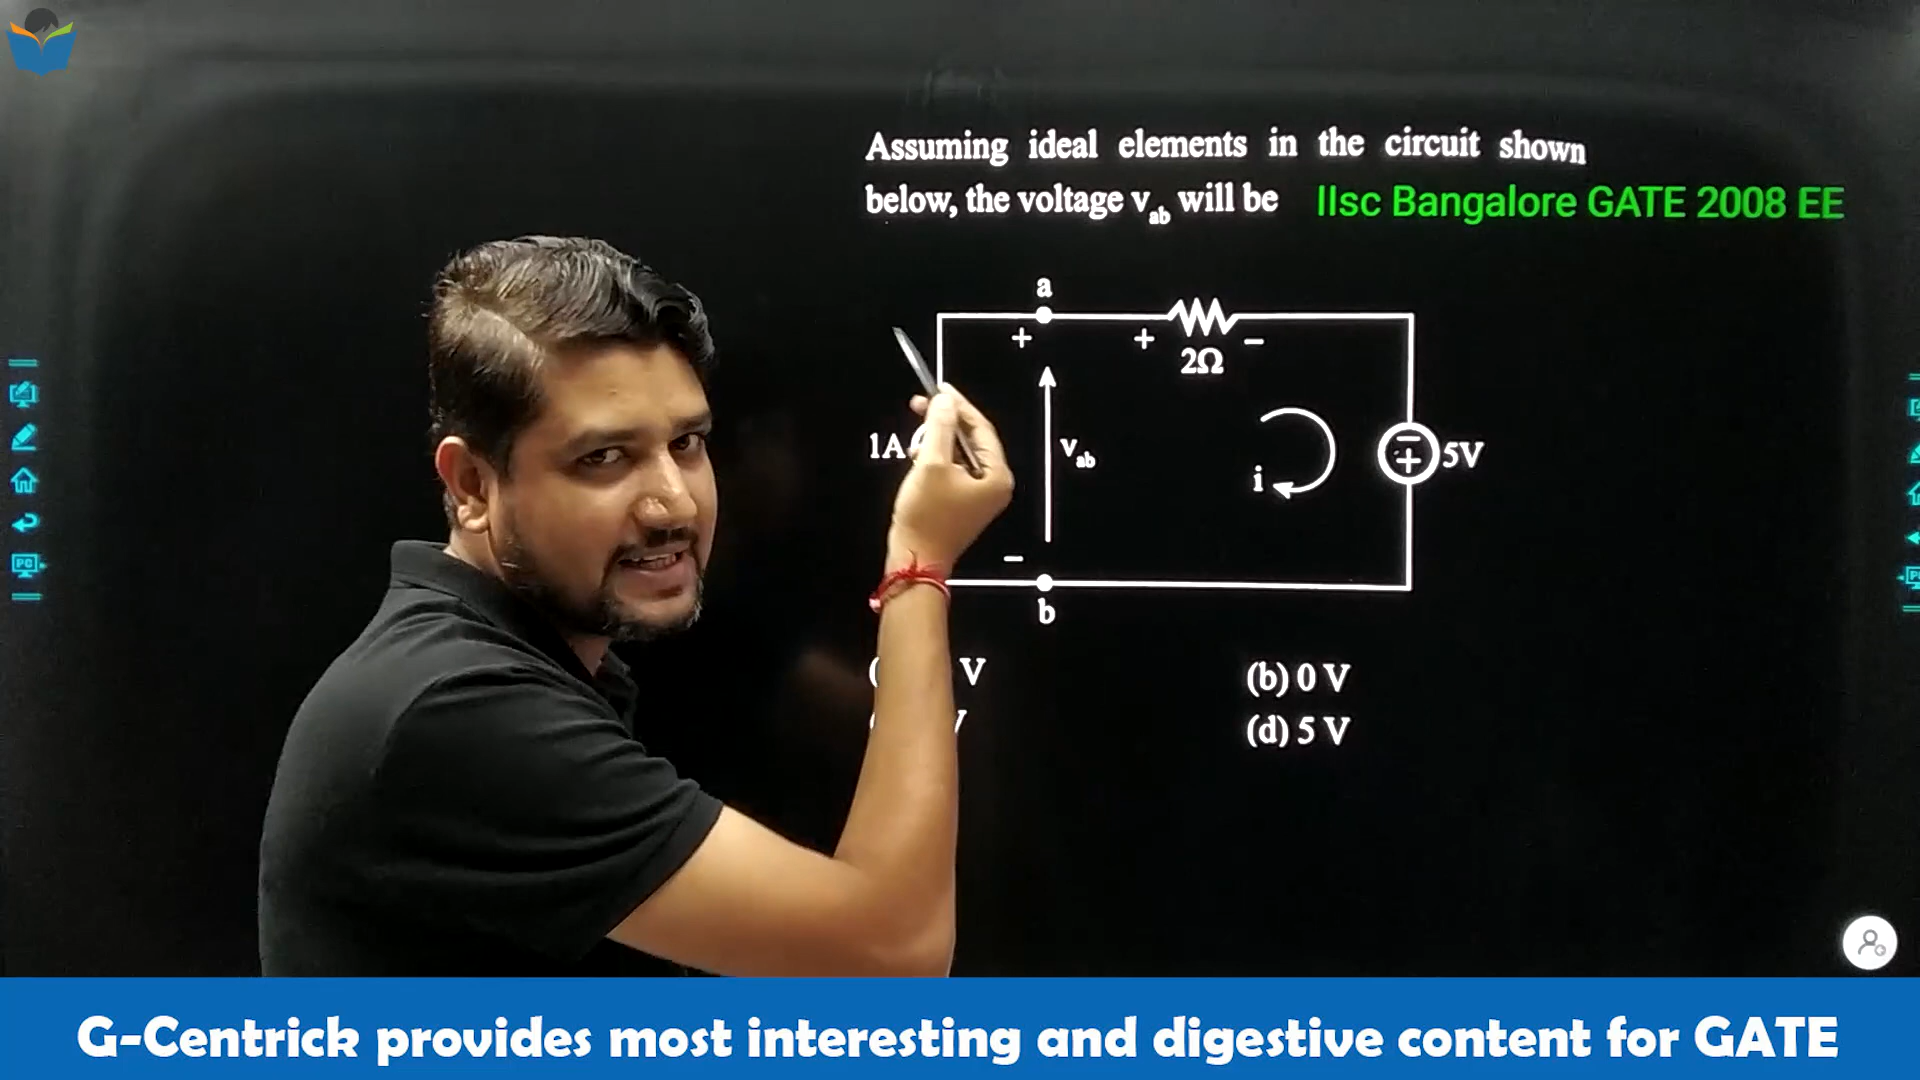 Assuming ideal elements in the circuit shown
below, the voltage vab will be IIsc Bangalore GATE 2008 EE
a
+ + −
2Ω
1A
vab
i
−
+
5V
−
b
V
(b) 0 V
(d) 5 V
PC
G-Centrick provides most interesting and digestive content for GATE